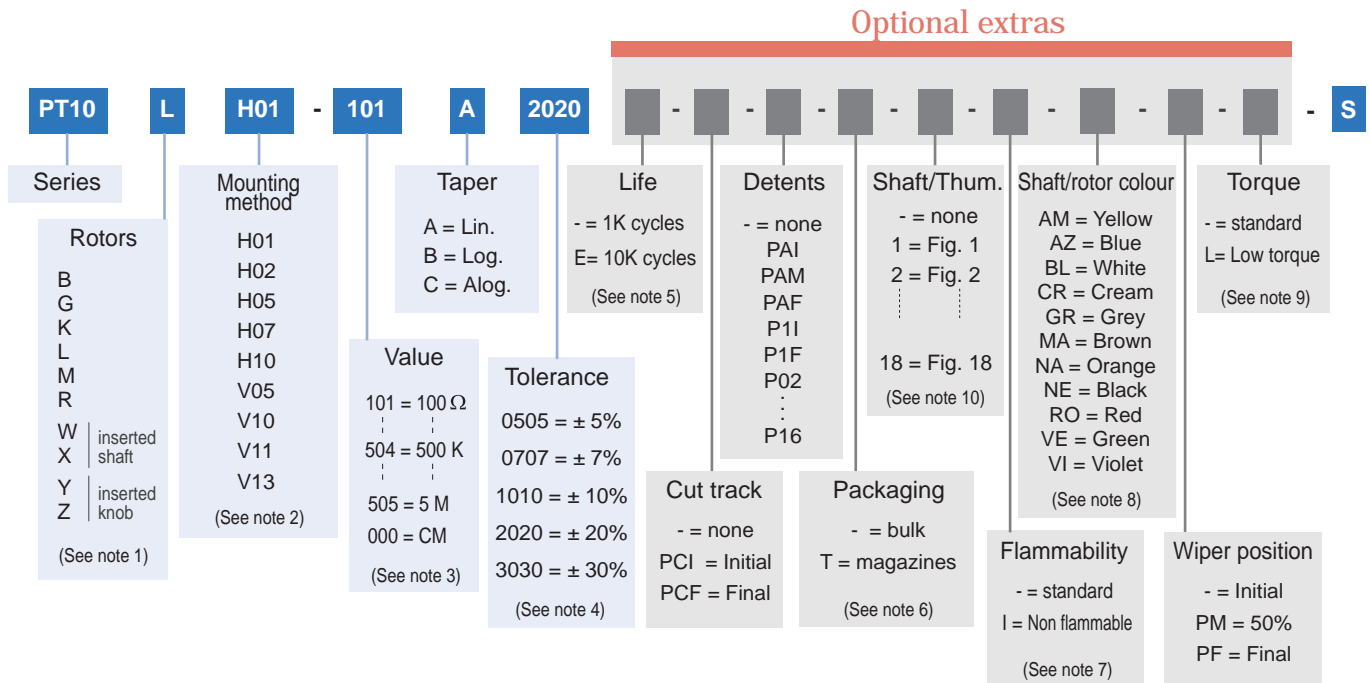 Optional extras
PT10 L H01 - 101 A 2020 - - - - - - - - - S
Series
Rotors
B
G
K
L
M
R
W
X
inserted
shaft
Y
Z
inserted
knob
(See note 1)
Mounting
method
H01
H02
H05
H07
H10
V05
V10
V11
V13
(See note 2)
Value
101 = 100 Ω
504 = 500 K
505 = 5 M
000 = CM
(See note 3)
Taper
A = Lin.
B = Log.
C = Alog.
Tolerance
0505 = ± 5%
0707 = ± 7%
1010 = ± 10%
2020 = ± 20%
3030 = ± 30%
(See note 4)
Life
- = 1K cycles
E= 10K cycles
(See note 5)
Cut track
- = none
PCI = Initial
PCF = Final
Detents
- = none
PAI
PAM
PAF
P1I
P1F
P02
:
P16
Packaging
- = bulk
T = magazines
(See note 6)
Shaft/Thum.
- = none
1 = Fig. 1
2 = Fig. 2
18 = Fig. 18
(See note 10)
Flammability
- = standard
I = Non flammable
(See note 7)
Shaft/rotor colour
AM = Yellow
AZ = Blue
BL = White
CR = Cream
GR = Grey
MA = Brown
NA = Orange
NE = Black
RO = Red
VE = Green
VI = Violet
(See note 8)
Wiper position
- = Initial
PM = 50%
PF = Final
Torque
- = standard
L= Low torque
(See note 9)